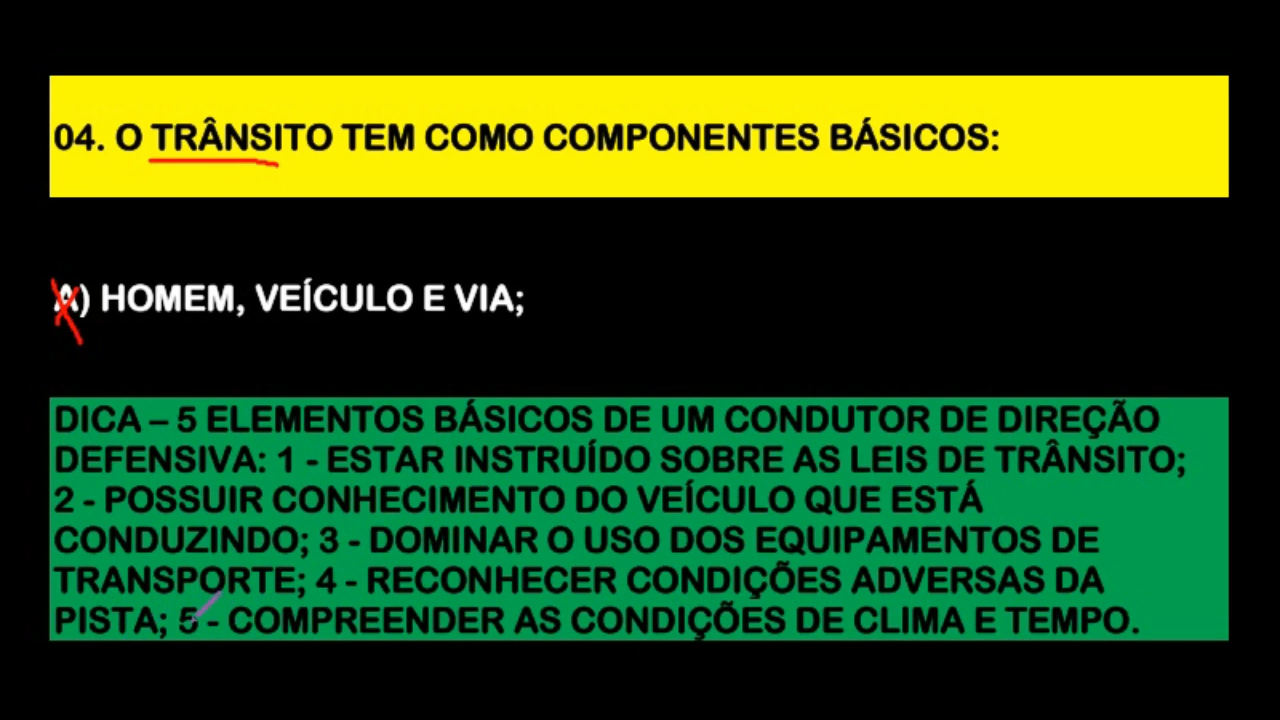 04. O TRÂNSITO TEM COMO COMPONENTES BÁSICOS:
A) HOMEM, VEÍCULO E VIA;
DICA – 5 ELEMENTOS BÁSICOS DE UM CONDUTOR DE DIREÇÃO
DEFENSIVA: 1 - ESTAR INSTRUÍDO SOBRE AS LEIS DE TRÂNSITO;
2 - POSSUIR CONHECIMENTO DO VEÍCULO QUE ESTÁ
CONDUZINDO; 3 - DOMINAR O USO DOS EQUIPAMENTOS DE
TRANSPORTE; 4 - RECONHECER CONDIÇÕES ADVERSAS DA
PISTA; 5 - COMPREENDER AS CONDIÇÕES DE CLIMA E TEMPO.